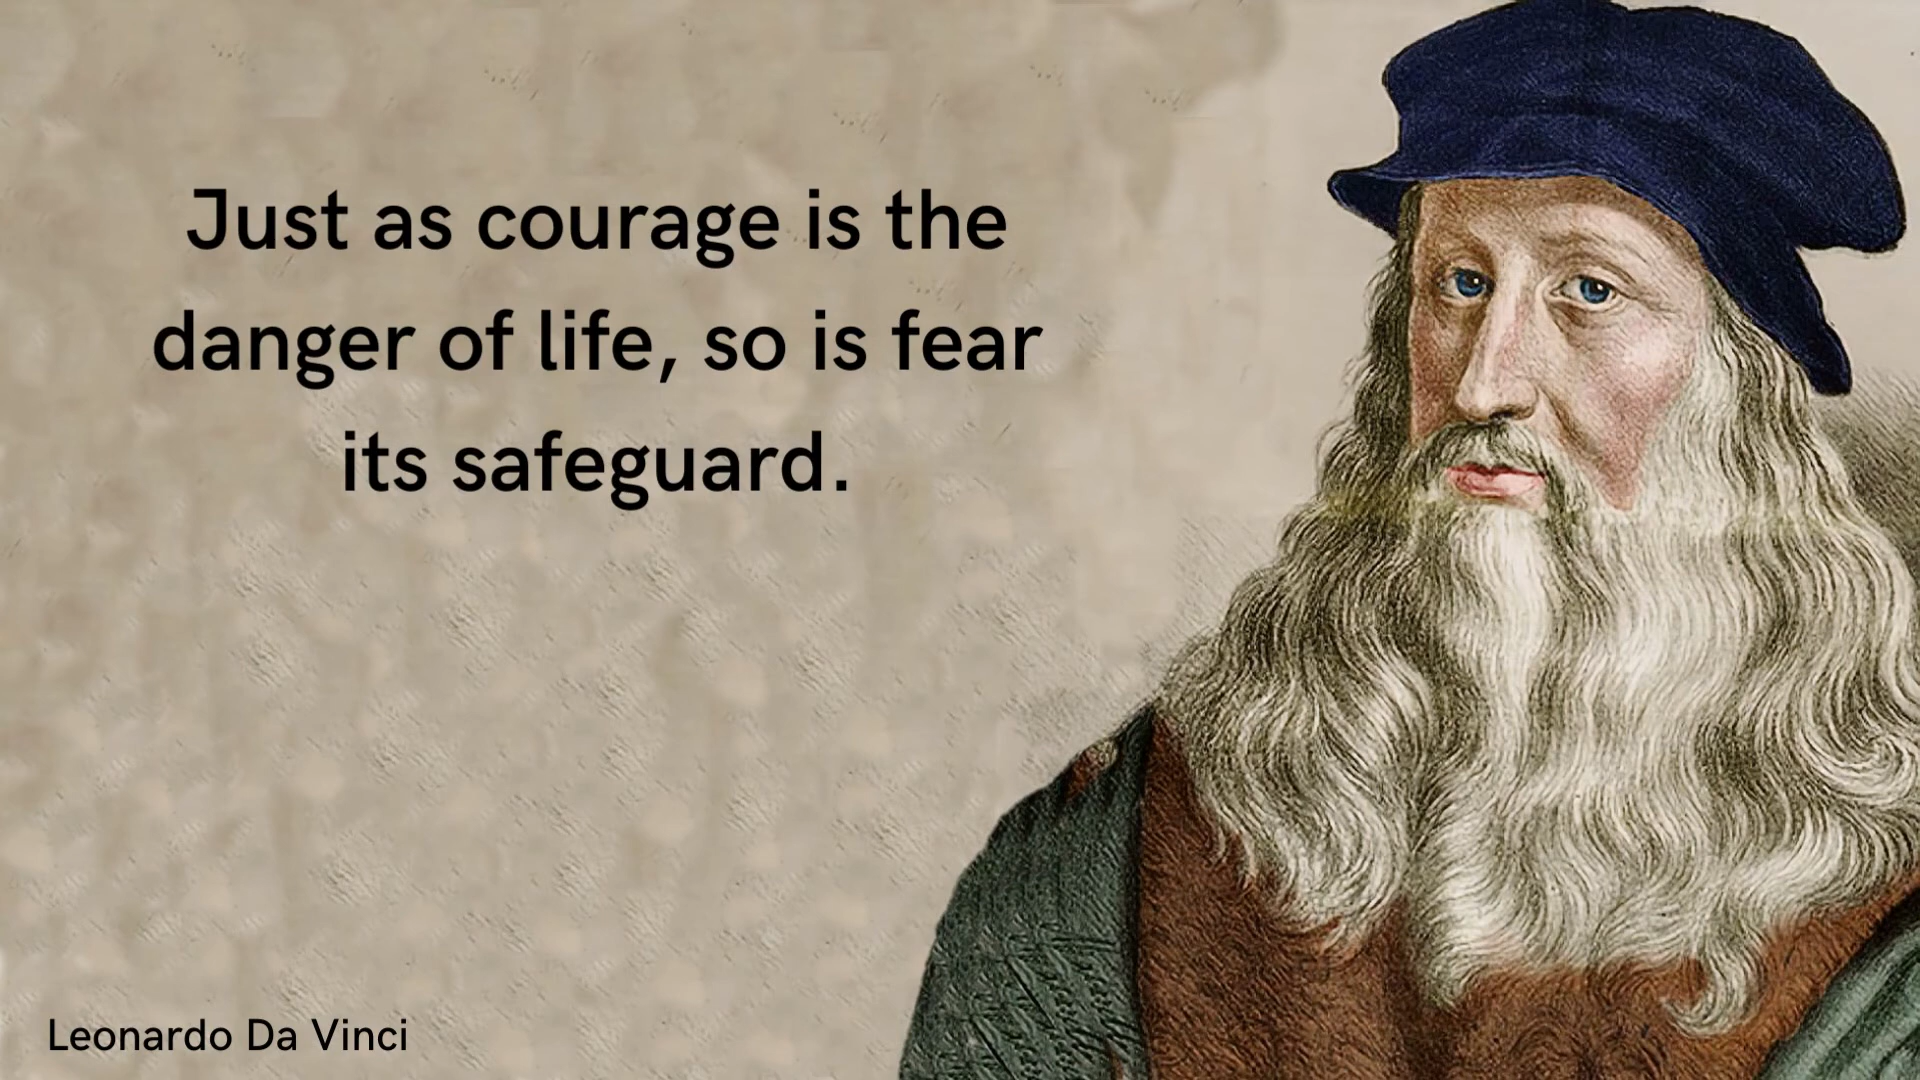 Just as courage is the
danger of life, so is fear
its safeguard.
Leonardo Da Vinci